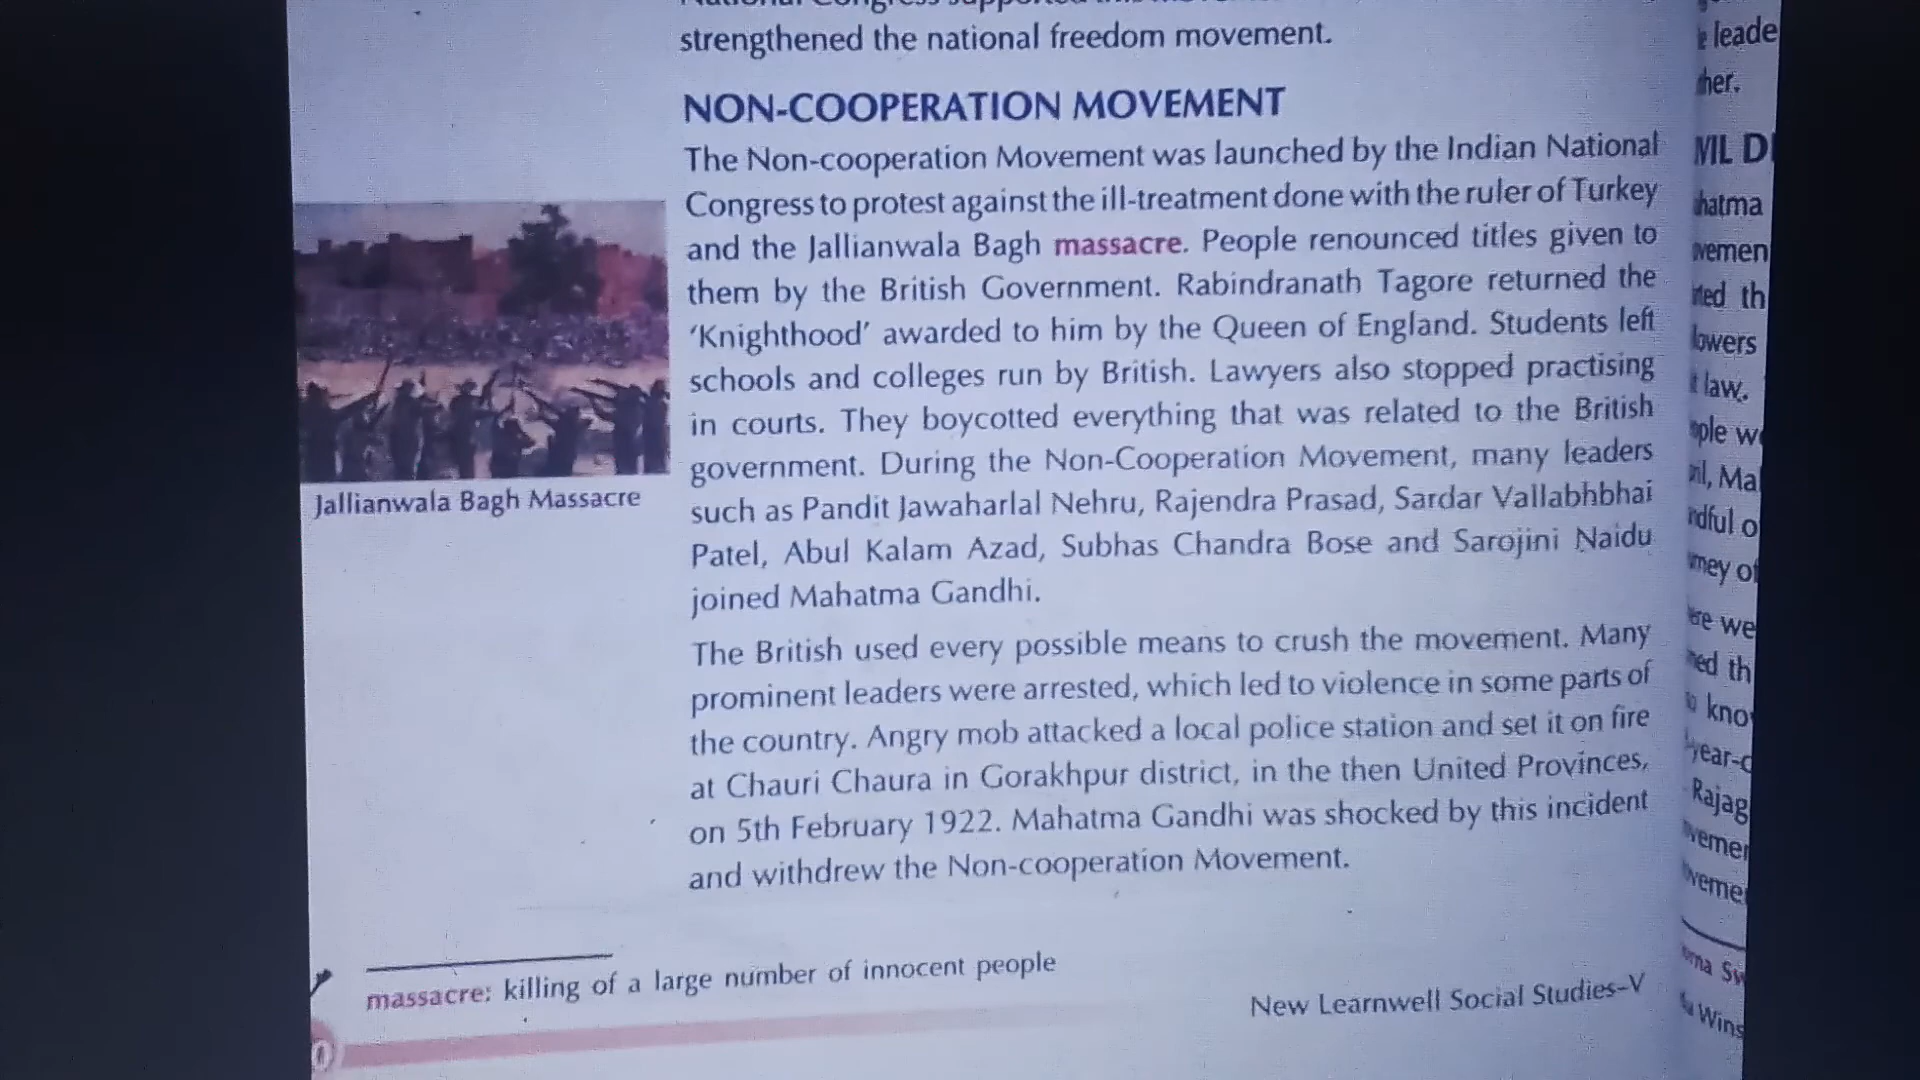 strengthened the national freedom movement.
NON-COOPERATION MOVEMENT
The Non-cooperation Movement was launched by the Indian National
Congress to protest against the ill-treatment done with the ruler of Turkey
and the Jallianwala Bagh massacre. People renounced titles given to
them by the British Government. Rabindranath Tagore returned the
‘Knighthood’ awarded to him by the Queen of England. Students left
schools and colleges run by British. Lawyers also stopped practising
in courts. They boycotted everything that was related to the British
government. During the Non-Cooperation Movement, many leaders
such as Pandit Jawaharlal Nehru, Rajendra Prasad, Sardar Vallabhbhai
Patel, Abul Kalam Azad, Subhas Chandra Bose and Sarojini Naidu
joined Mahatma Gandhi.
The British used every possible means to crush the movement. Many
prominent leaders were arrested, which led to violence in some parts of
the country. Angry mob attacked a local police station and set it on fire
at Chauri Chaura in Gorakhpur district, in the then United Provinces,
on 5th February 1922. Mahatma Gandhi was shocked by this incident
and withdrew the Non-cooperation Movement.
Jallianwala Bagh Massacre
massacre: killing of a large number of innocent people
New Learnwell Social Studies–V